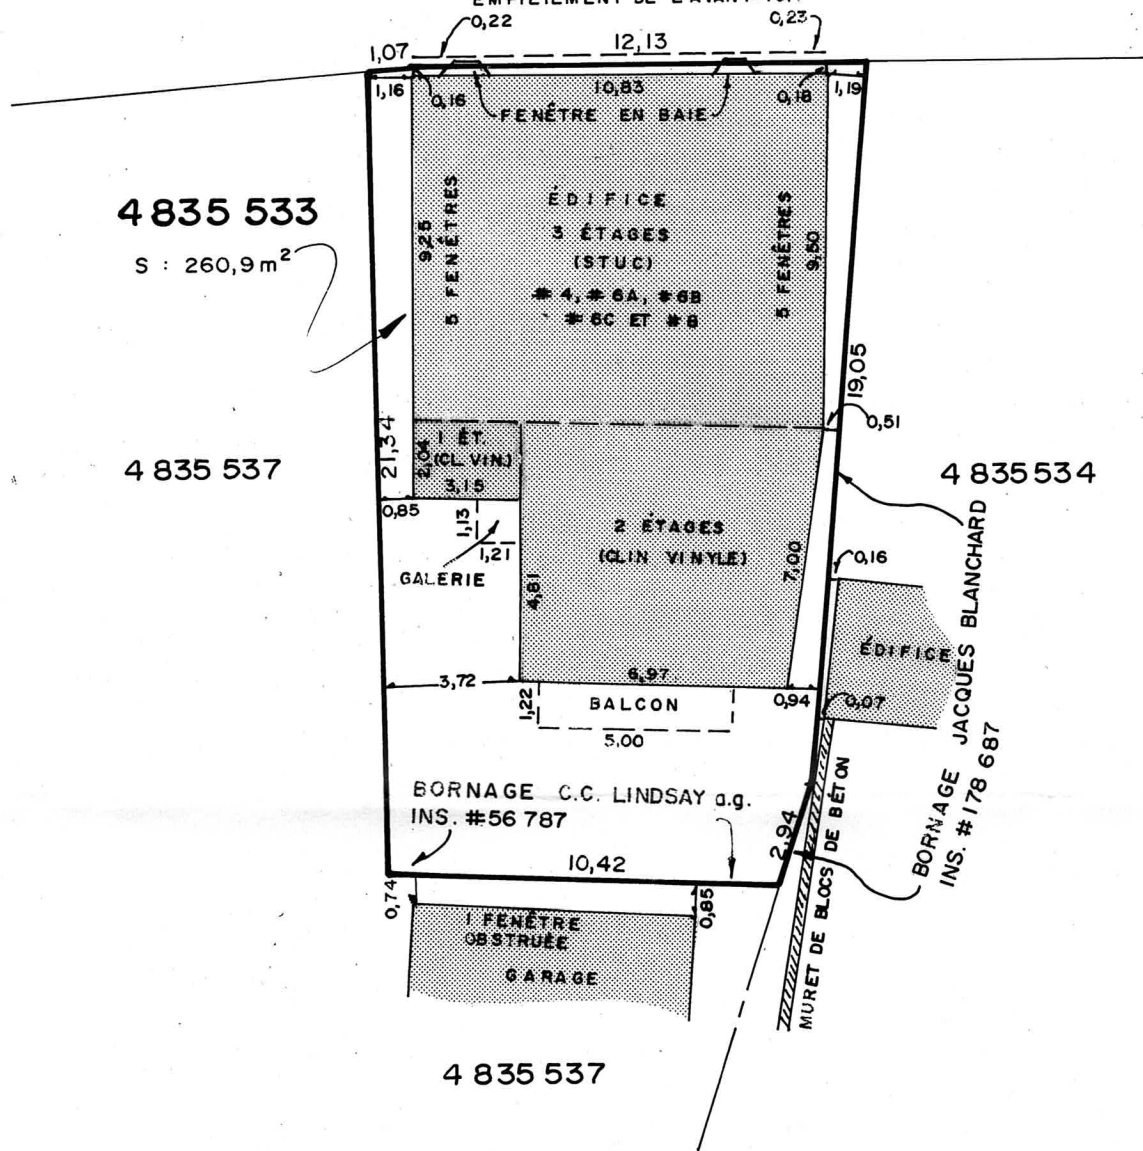 EMPIÈTEMENT DE L'AVANT-TOIT
0,22
0,23
1,07
12,13
1,16
0,16
10,83
0,18
1,19
FENÊTRE EN BAIE
4 835 533
S : 260,9 m²
9,25
5 FENÊTRES
ÉDIFICE
3 ÉTAGES
(STUC)
# 4, # 6A, # 6B
# 6C ET # 8
5 FENÊTRES
9,50
19,05
0,51
21,34
2,04
1 ÉT.
(CL. VIN.)
3,15
4 835 537
4 835 534
0,85
1,13
1,21
GALERIE
2 ÉTAGES
(CLIN VINYLE)
7,00
4,81
0,16
ÉDIFICE
3,72
6,97
0,94
0,07
1,22
BALCON
5,00
BORNAGE JACQUES BLANCHARD
INS. # 178 687
BORNAGE C.C. LINDSAY a.g.
INS. # 56 787
2,94
10,42
MURET DE BLOCS DE BÉTON
0,74
0,85
1 FENÊTRE
OBSTRUÉE
GARAGE
4 835 537